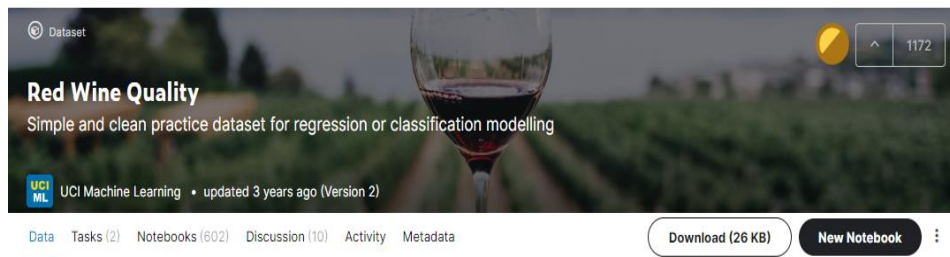 Dataset
1172
Red Wine Quality
Simple and clean practice dataset for regression or classification modelling
UCI
ML
UCI Machine Learning • updated 3 years ago (Version 2)
Data Tasks (2) Notebooks (602) Discussion (10) Activity Metadata Download (26 KB) New Notebook